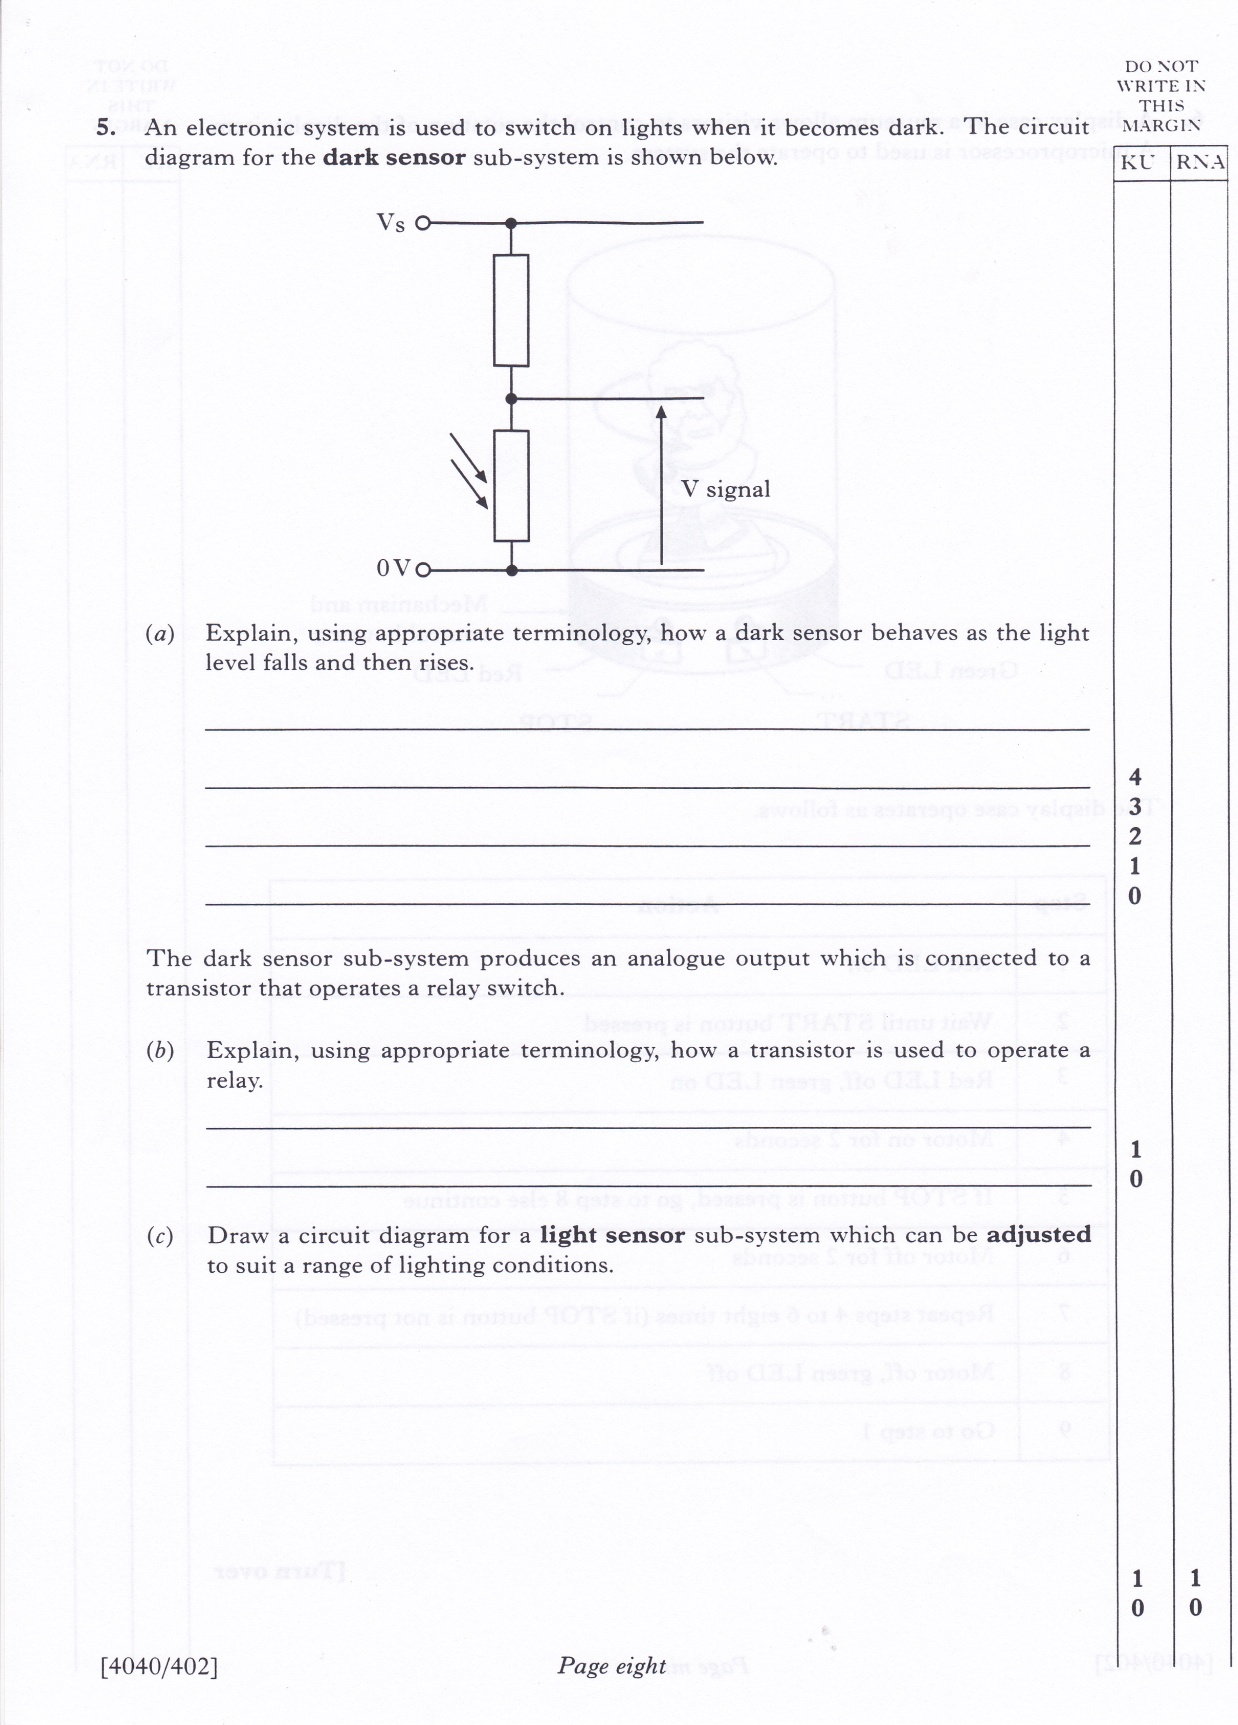 DO NOT
WRITE IN
THIS
MARGIN
KU RNA
5. An electronic system is used to switch on lights when it becomes dark. The circuit
diagram for the dark sensor sub-system is shown below.
Vs
V signal
0V
(a) Explain, using appropriate terminology, how a dark sensor behaves as the light
level falls and then rises.
4
3
2
1
0
The dark sensor sub-system produces an analogue output which is connected to a
transistor that operates a relay switch.
(b) Explain, using appropriate terminology, how a transistor is used to operate a
relay.
1
0
(c) Draw a circuit diagram for a light sensor sub-system which can be adjusted
to suit a range of lighting conditions.
1 1
0 0
[4040/402] Page eight